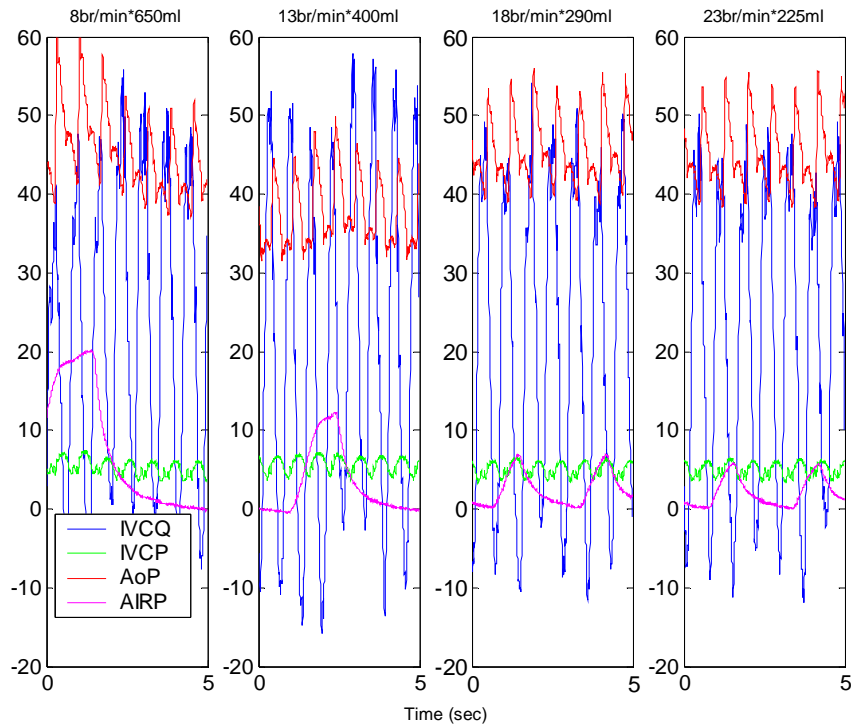 8br/min*650ml 13br/min*400ml 18br/min*290ml 23br/min*225ml
60 60 60 60
50 50 50 50
40 40 40 40
30 30 30 30
20 20 20 20
10 10 10 10
0 0 0 0
-10 -10 -10 -10
-20 -20 -20 -20
IVCQ
IVCP
AoP
AIRP
0 5 0 5 0 5 0 5
Time (sec)